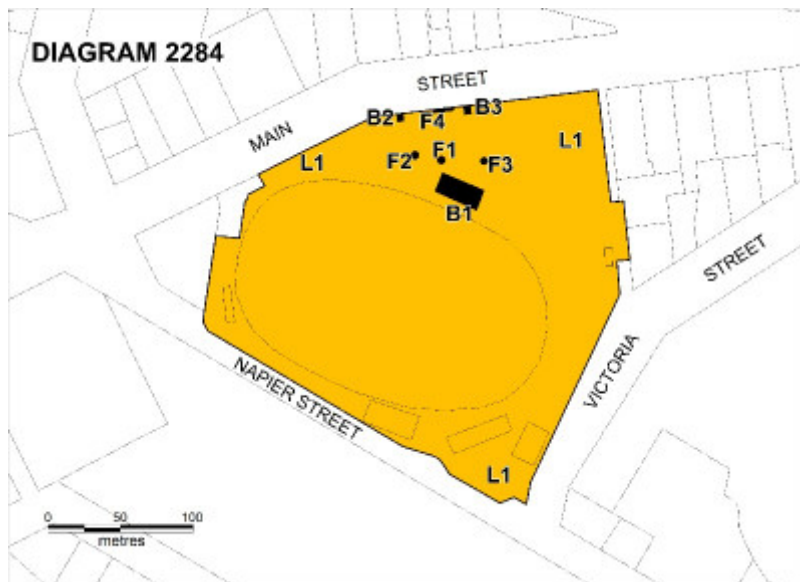 DIAGRAM 2284
STREET
MAIN
B2
F4
B3
L1
F2
F1
F3
L1
B1
STREET
VICTORIA
NAPIER STREET
L1
0 50 100
metres